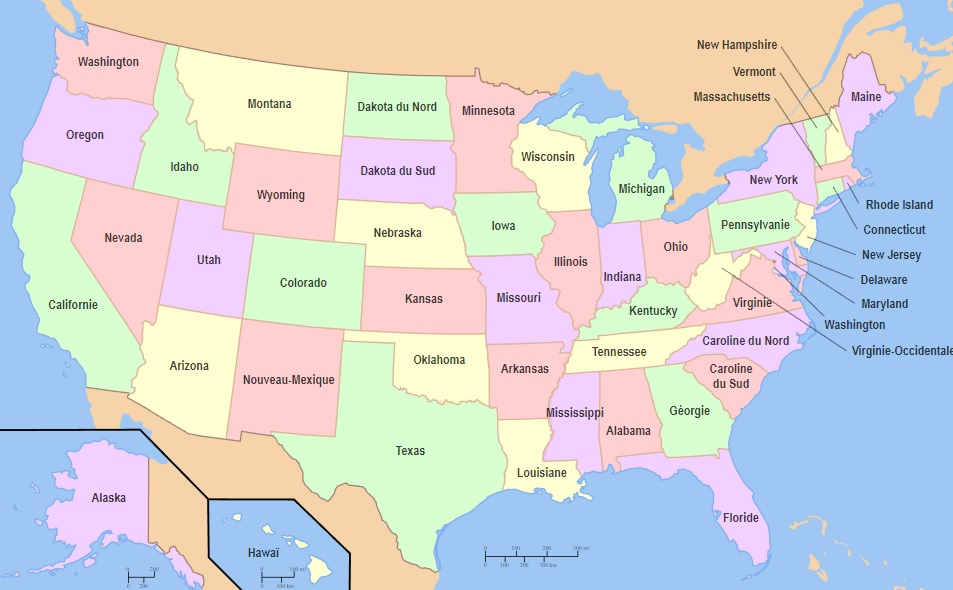 New Hampshire
Vermont
Massachusetts
Washington
Montana
Dakota du Nord
Minnesota
Maine
Oregon
Idaho
Wyoming
Dakota du Sud
Wisconsin
Michigan
New York
Rhode Island
Connecticut
New Jersey
Delaware
Maryland
Washington
Virginie-Occidentale
Nevada
Utah
Colorado
Nebraska
Iowa
Illinois
Indiana
Ohio
Pennsylvanie
Californie
Kansas
Missouri
Kentucky
Virginie
Arizona
Nouveau-Mexique
Oklahoma
Arkansas
Tennessee
Caroline du Nord
Caroline
du Sud
Texas
Louisiane
Mississippi
Alabama
Géorgie
Floride
Alaska
Hawaï
0 100 200 300 mi
0 100 200 300 km
0 200
0 200
0 100 mi
0 100 km